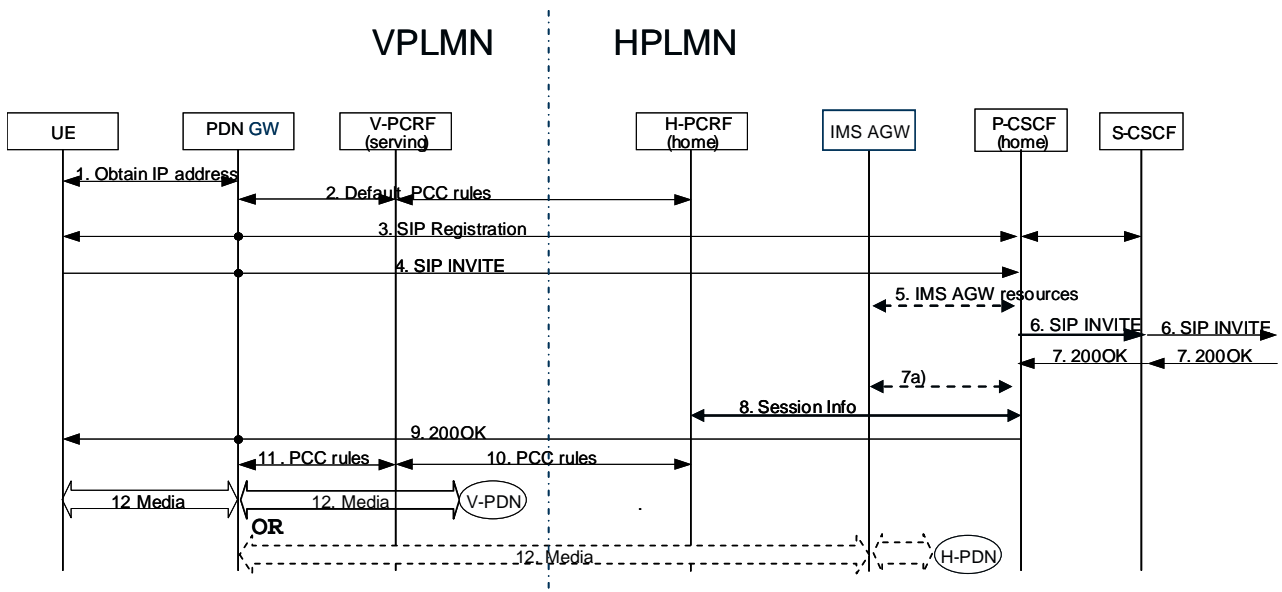 VPLMN HPLMN
UE
PDN GW
V-PCRF
(serving)
H-PCRF
(home)
IMS AGW
P-CSCF
(home)
S-CSCF
1. Obtain IP address
2. Default PCC rules
3. SIP Registration
4. SIP INVITE
5. IMS AGW resources
6. SIP INVITE 6. SIP INVITE
7. 200OK 7. 200OK
7a)
8. Session Info
9. 200OK
11. PCC rules 10. PCC rules
12 Media 12. Media V-PDN
OR
12. Media H-PDN